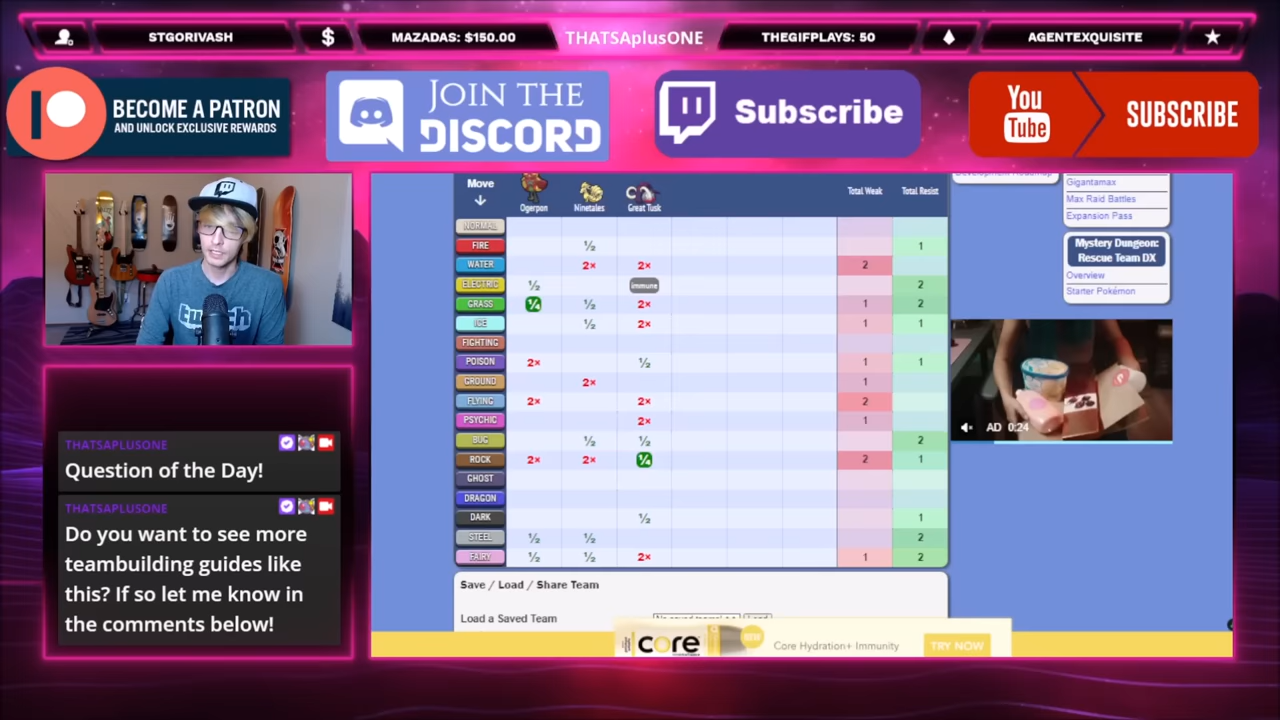 STGORIVASH
$
MAZADAS: $150.00
THATSAplusONE
THEGIFPLAYS: 50
AGENTEXQUISITE
BECOME A PATRON
AND UNLOCK EXCLUSIVE REWARDS
JOIN THE
DISCORD
Subscribe
You
Tube
SUBSCRIBE
twitch
THATSAPLUSONE
Question of the Day!
THATSAPLUSONE
Do you want to see more
teambuilding guides like
this? If so let me know in
the comments below!
Move
Ogerpon Ninetales Great Tusk Total Weak Total Resist
NORMAL
FIRE ½ 1
WATER 2× 2× 2
ELECTRIC ½ immune 2
GRASS ¼ ½ 2× 1 2
ICE ½ 2× 1 1
FIGHTING
POISON 2× ½ 1 1
GROUND 2× 1
FLYING 2× 2× 2
PSYCHIC 2× 1
BUG ½ ½ 2
ROCK 2× 2× ¼ 2 1
GHOST
DRAGON
DARK ½ 1
STEEL ½ ½ 2
FAIRY ½ ½ 2× 1 2
Save / Load / Share Team
Load a Saved Team
Development Roadmap
Gigantamax
Max Raid Battles
Expansion Pass
Mystery Dungeon:
Rescue Team DX
Overview
Starter Pokémon
AD 0:24
core
Core Hydration+ Immunity
TRY NOW